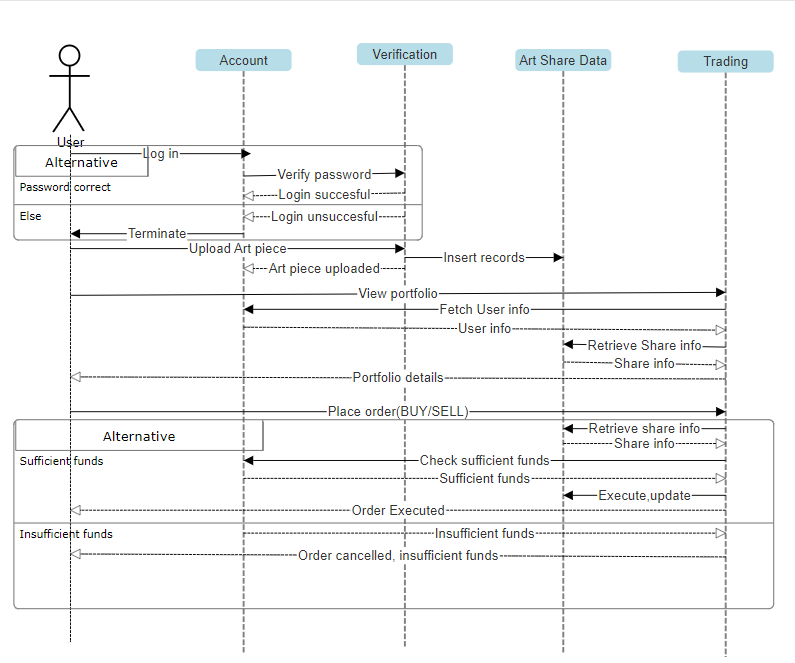 Account
Verification
Art Share Data
Trading
User
Alternative
Log in
Verify password
Password correct
Login succesful
Else
Login unsuccesful
Terminate
Upload Art piece
Insert records
Art piece uploaded
View portfolio
Fetch User info
User info
Retrieve Share info
Share info
Portfolio details
Place order(BUY/SELL)
Alternative
Retrieve share info
Share info
Sufficient funds
Check sufficient funds
Sufficient funds
Execute,update
Order Executed
Insufficient funds
Insufficient funds
Order cancelled, insufficient funds